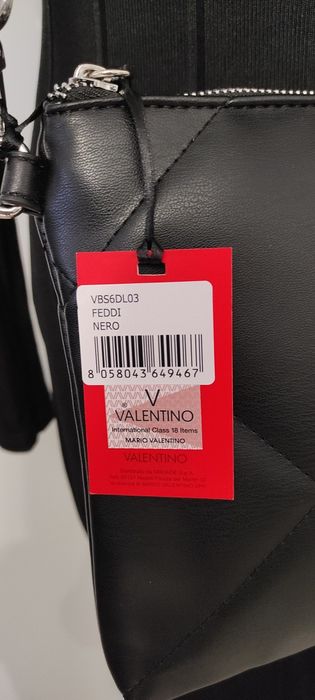 VBS6DL03
FEDDI
NERO
8 058043 649467
V
® VALENTINO
International Class 18 Items
MARIO VALENTINO
VALENTINO